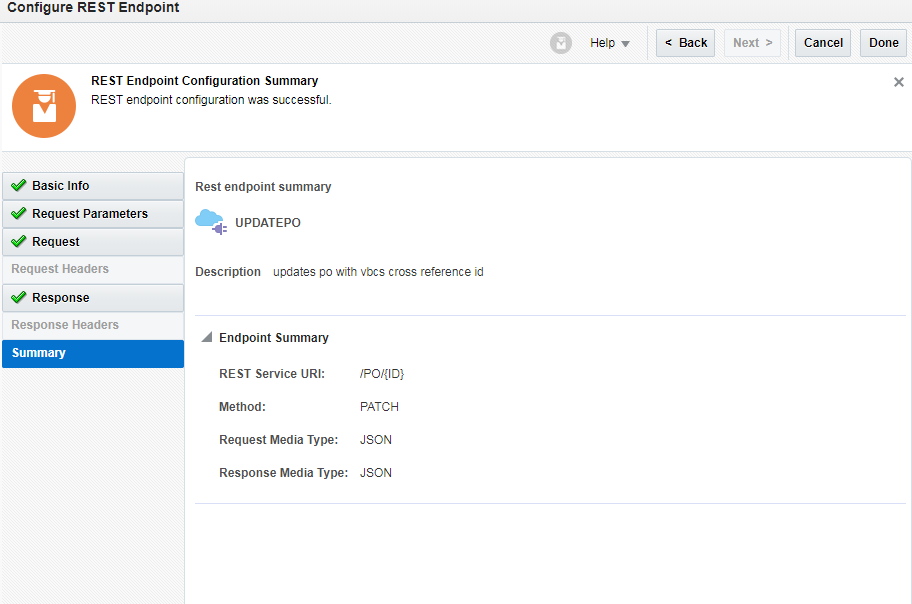 Configure REST Endpoint
Help
< Back
Next >
Cancel
Done
REST Endpoint Configuration Summary
REST endpoint configuration was successful.
Basic Info
Request Parameters
Request
Request Headers
Response
Response Headers
Summary
Rest endpoint summary
UPDATEPO
Description updates po with vbcs cross reference id
Endpoint Summary
REST Service URI: /PO/{ID}
Method: PATCH
Request Media Type: JSON
Response Media Type: JSON